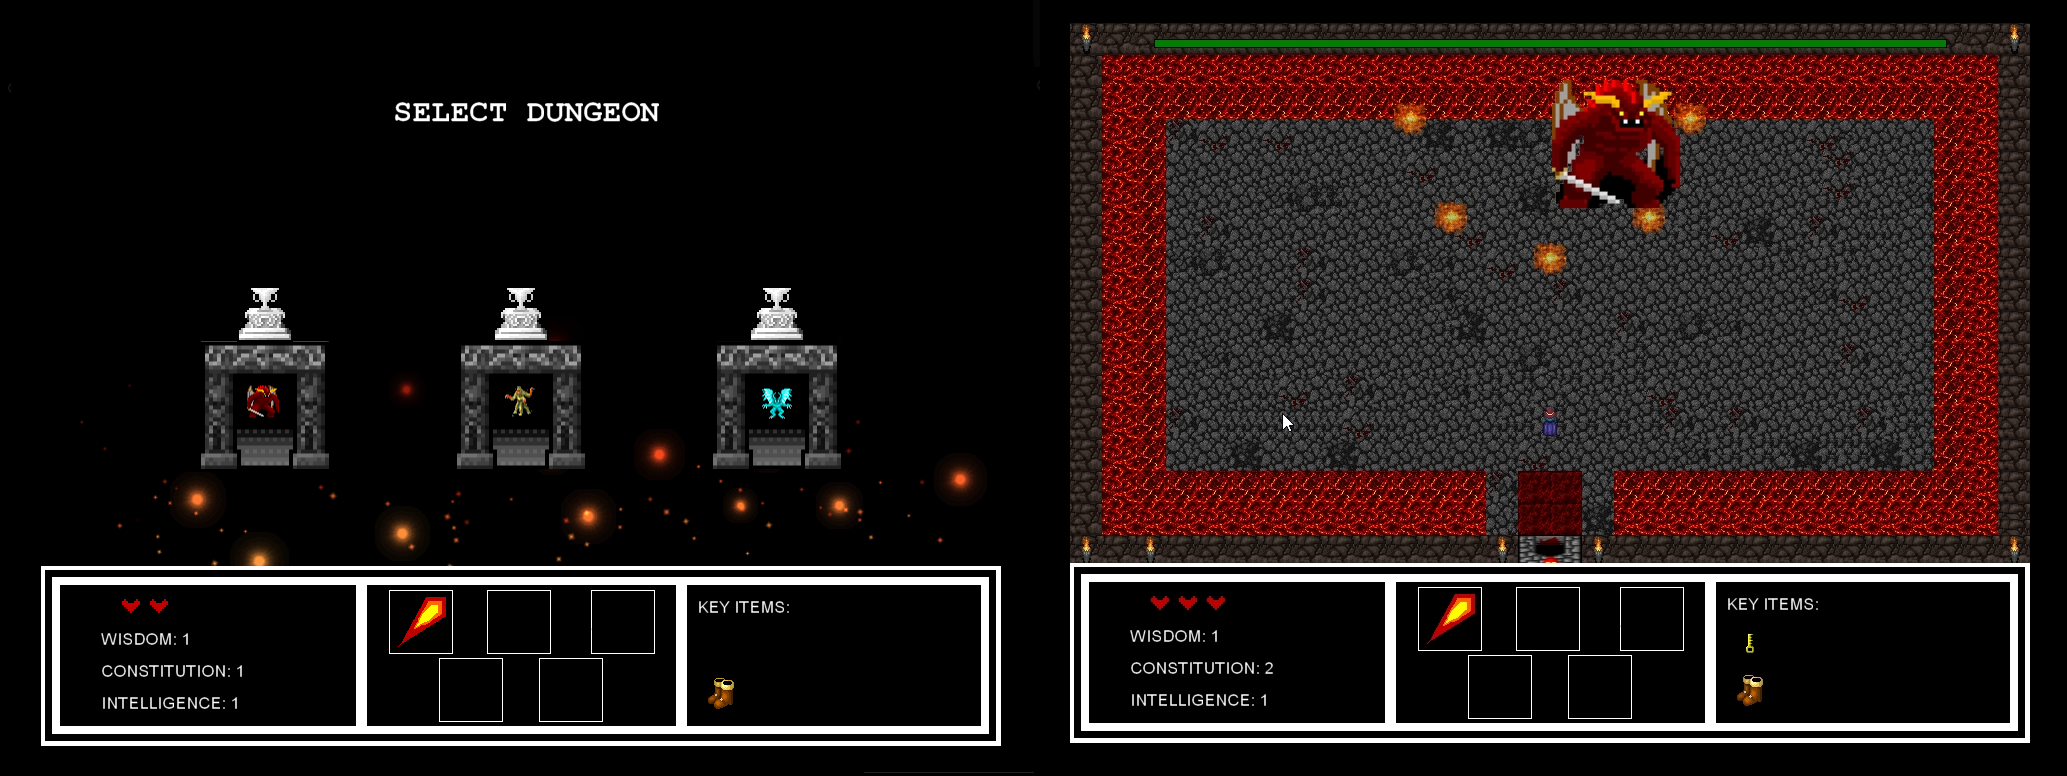 SELECT DUNGEON
WISDOM: 1
CONSTITUTION: 1
INTELLIGENCE: 1
KEY ITEMS:
WISDOM: 1
CONSTITUTION: 2
INTELLIGENCE: 1
KEY ITEMS: